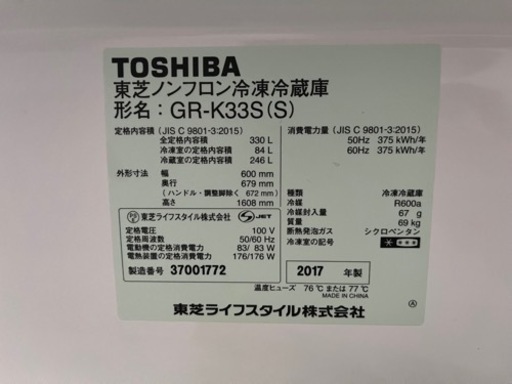 TOSHIBA
東芝ノンフロン冷凍冷蔵庫
形名：GR-K33S(S)
定格内容積（JIS C 9801-3:2015）
全定格内容積 330 L
冷凍室の定格内容積 84 L
冷蔵室の定格内容積 246 L
外形寸法 幅 600 mm
奥行 679 mm
（ハンドル・調整脚除く 672 mm）
高さ 1608 mm
消費電力量（JIS C 9801-3:2015）
50Hz 375 kWh/年
60Hz 375 kWh/年
種類 冷凍冷蔵庫
冷媒 R600a
冷媒封入量 67 g
質量 69 kg
断熱発泡ガス シクロペンタン
冷凍室の記号
東芝ライフスタイル株式会社 JET
定格電圧 100 V
定格周波数 50/60 Hz
電動機の定格消費電力 83/ 83 W
電熱装置の定格消費電力 176/176 W
製造番号 37001772
2017 年製
温度ヒューズ 76℃ または 77℃
MADE IN CHINA
東芝ライフスタイル株式会社